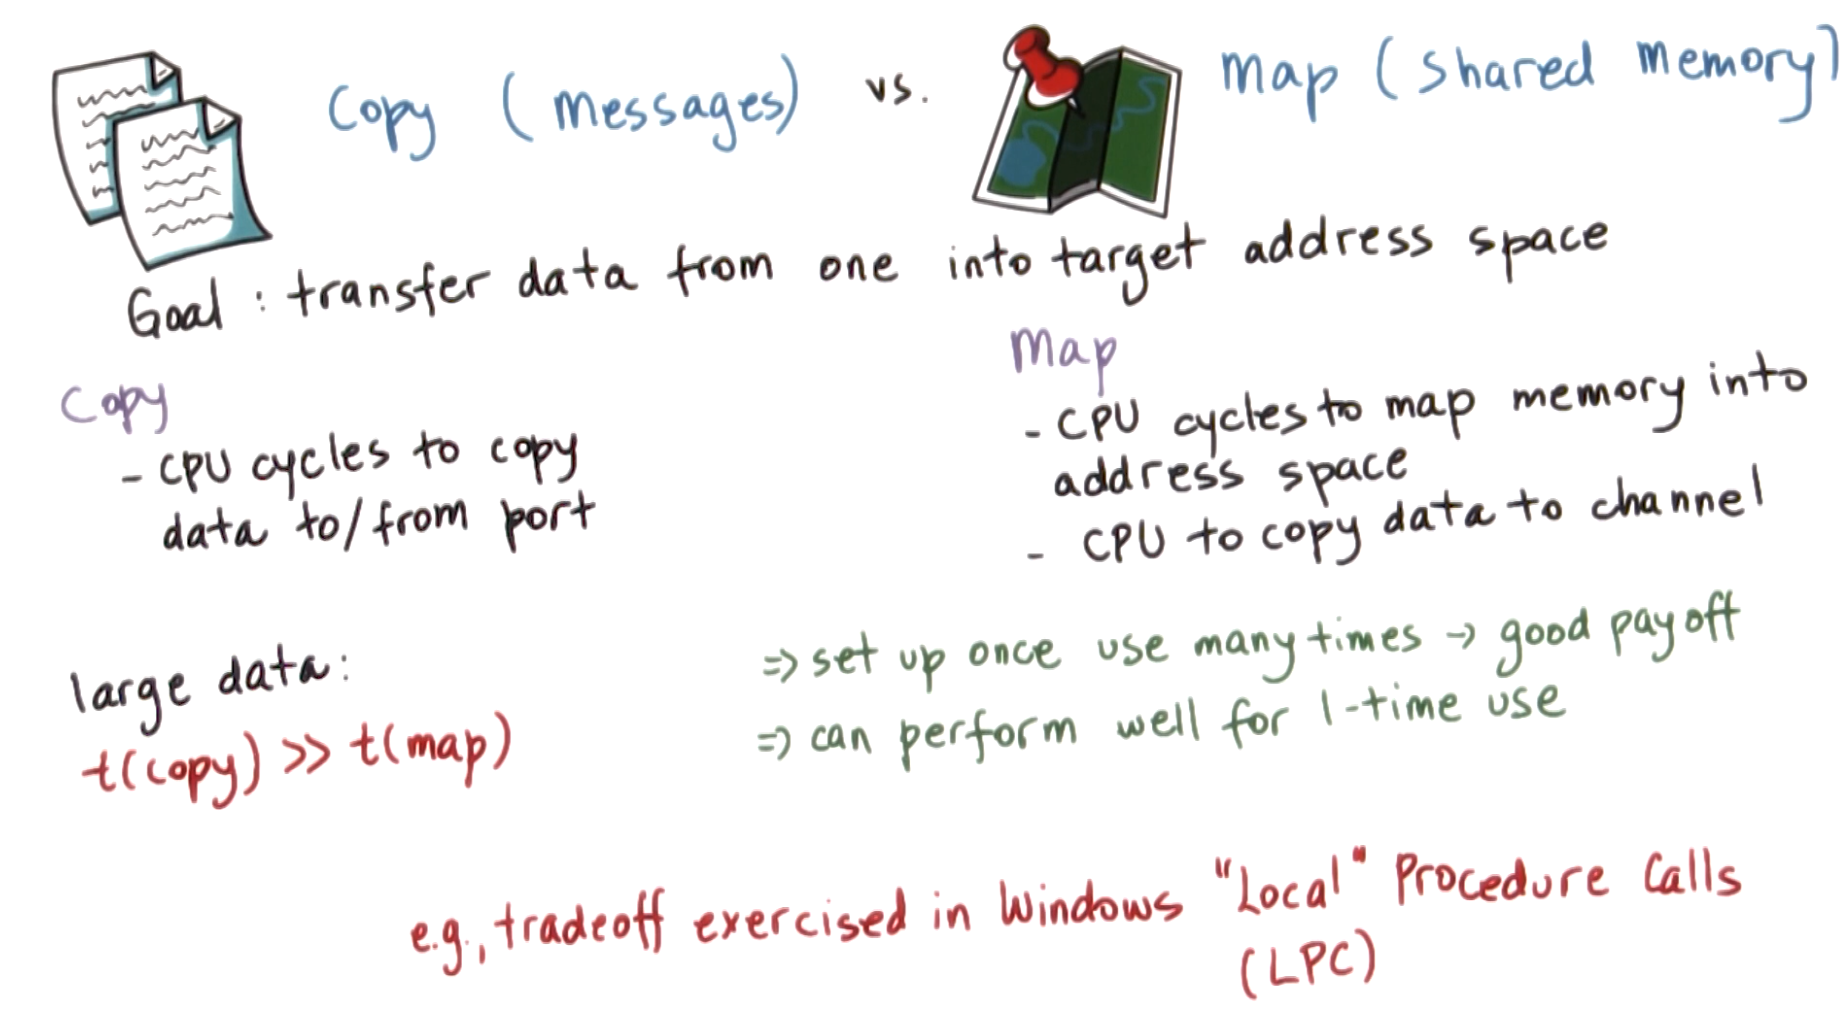 Copy (messages) vs. Map (shared memory)
Goal: transfer data from one into target address space
Copy
- CPU cycles to copy
data to/from port
Map
- CPU cycles to map memory into
address space
- CPU to copy data to channel
large data:
t(copy) >> t(map)
=> set up once use many times → good payoff
=> can perform well for 1-time use
e.g., tradeoff exercised in Windows "Local" Procedure Calls
(LPC)